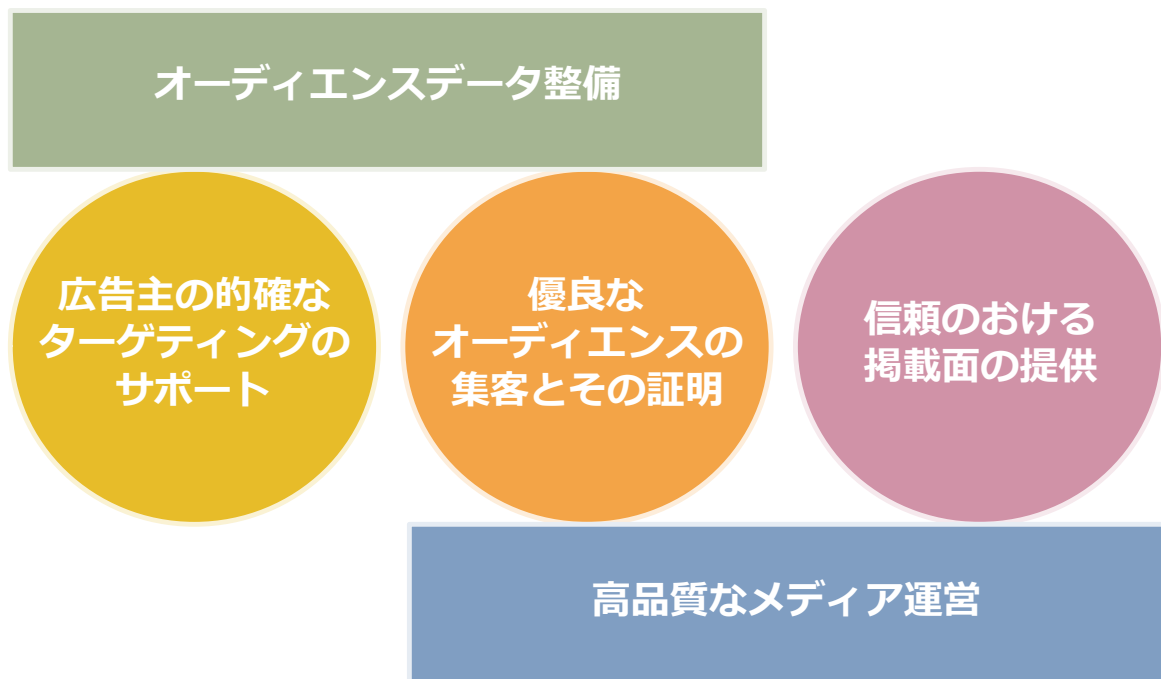 オーディエンスデータ整備
広告主の的確な
ターゲティングの
サポート
優良な
オーディエンスの
集客とその証明
信頼のおける
掲載面の提供
高品質なメディア運営